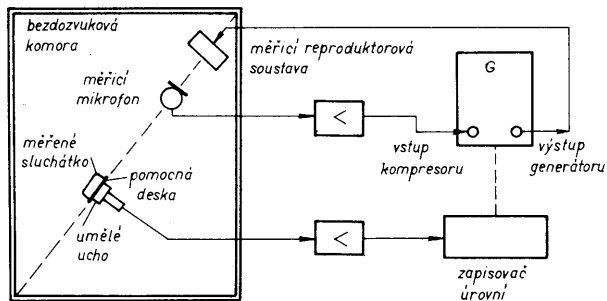 bezdozvuková
komora
měřicí
mikrofon
měřicí reproduktorová
soustava
měřené
sluchátko
pomocná
deska
umělé
ucho
<
<
G
vstup
kompresoru
výstup
generátoru
zapisovač
úrovní